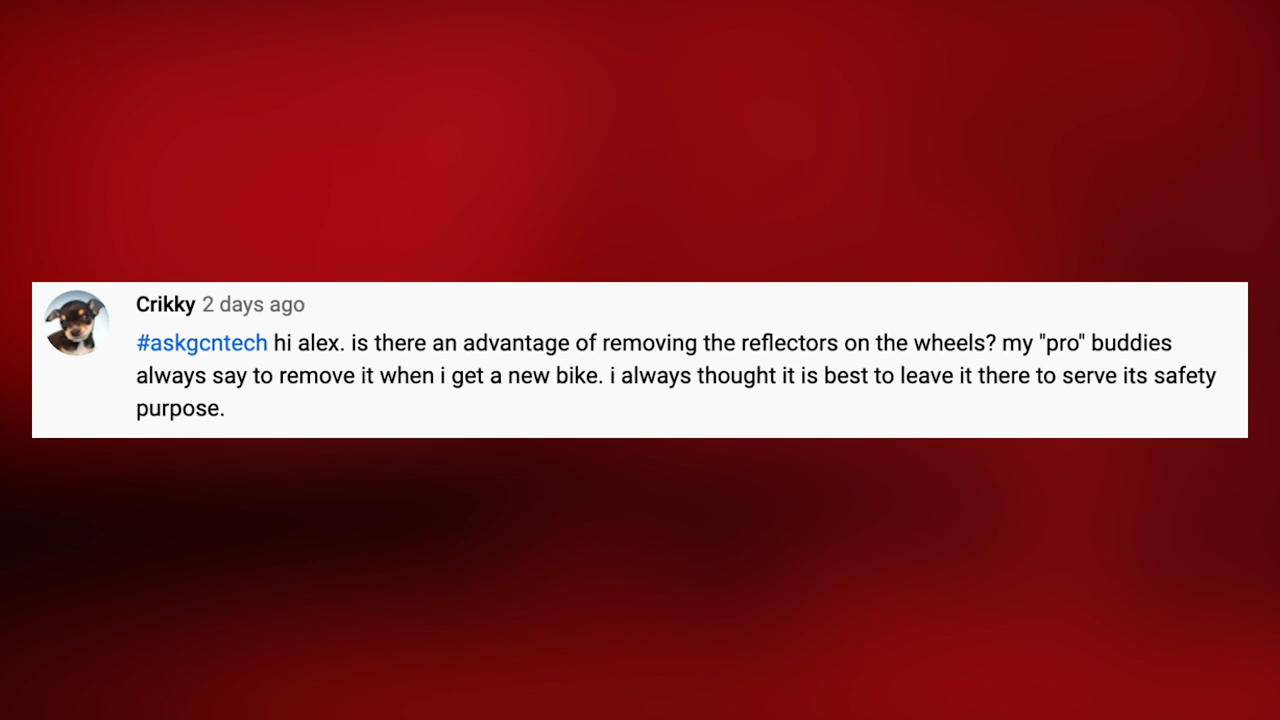 Crikky 2 days ago
#askgcntech hi alex. is there an advantage of removing the reflectors on the wheels? my "pro" buddies
always say to remove it when i get a new bike. i always thought it is best to leave it there to serve its safety
purpose.